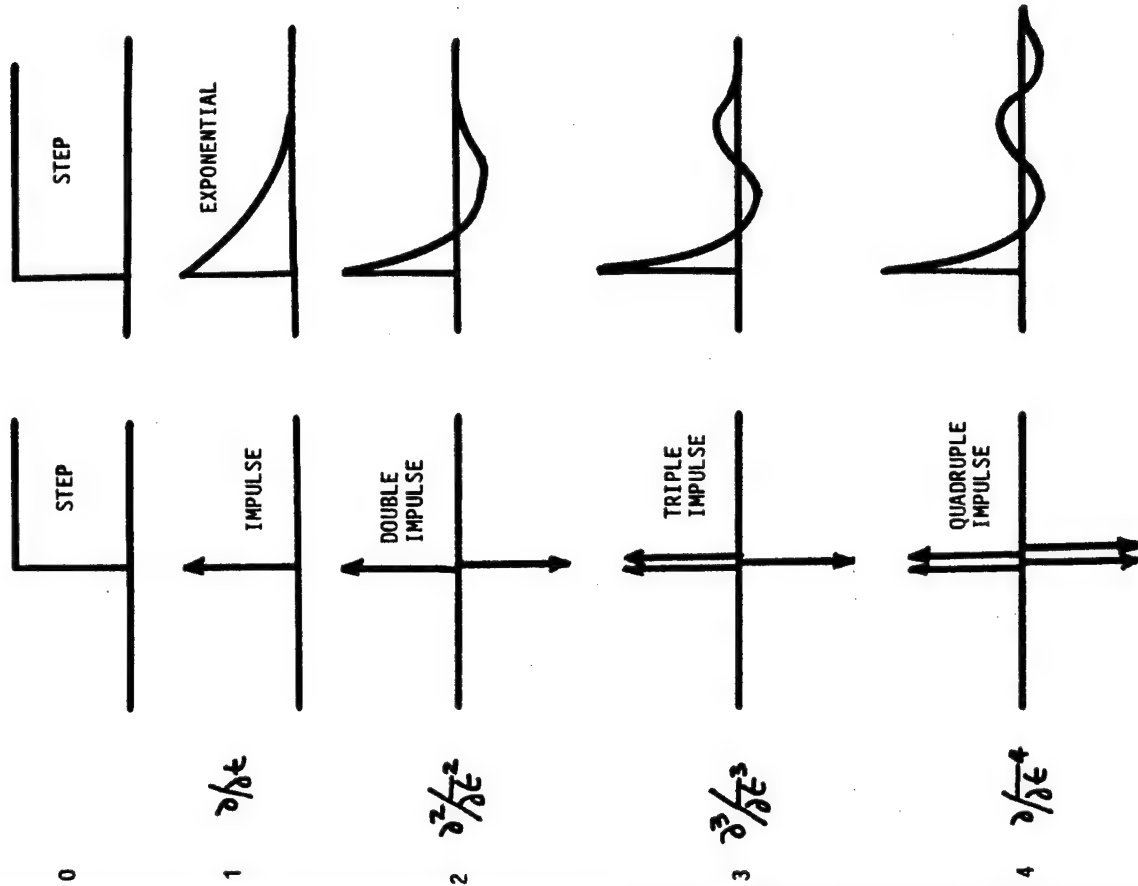 0 STEP STEP
1 ∂/∂t IMPULSE EXPONENTIAL
2 ∂²/∂t² DOUBLE
IMPULSE
3 ∂³/∂t³ TRIPLE
IMPULSE
4 ∂/∂t⁴ QUADRUPLE
IMPULSE